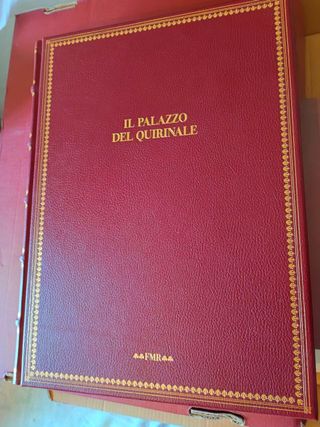 IL PALAZZO
DEL QUIRINALE
FMR